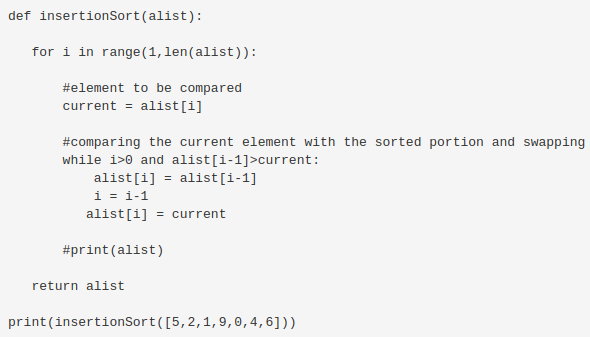 def insertionSort(alist):

   for i in range(1,len(alist)):

       #element to be compared
       current = alist[i]

       #comparing the current element with the sorted portion and swapping
       while i>0 and alist[i-1]>current:
           alist[i] = alist[i-1]
           i = i-1
          alist[i] = current

       #print(alist)

   return alist

print(insertionSort([5,2,1,9,0,4,6]))